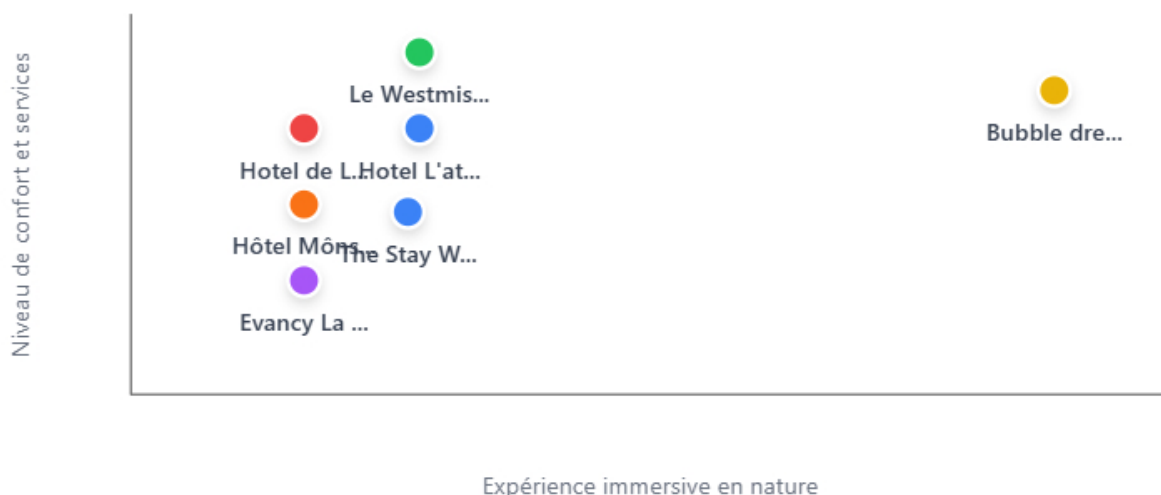 Niveau de confort et services
Le Westmis...
Bubble dre...
Hotel de L...
Hotel L'at...
Hôtel Môns...
The Stay W...
Evancy La ...
Expérience immersive en nature